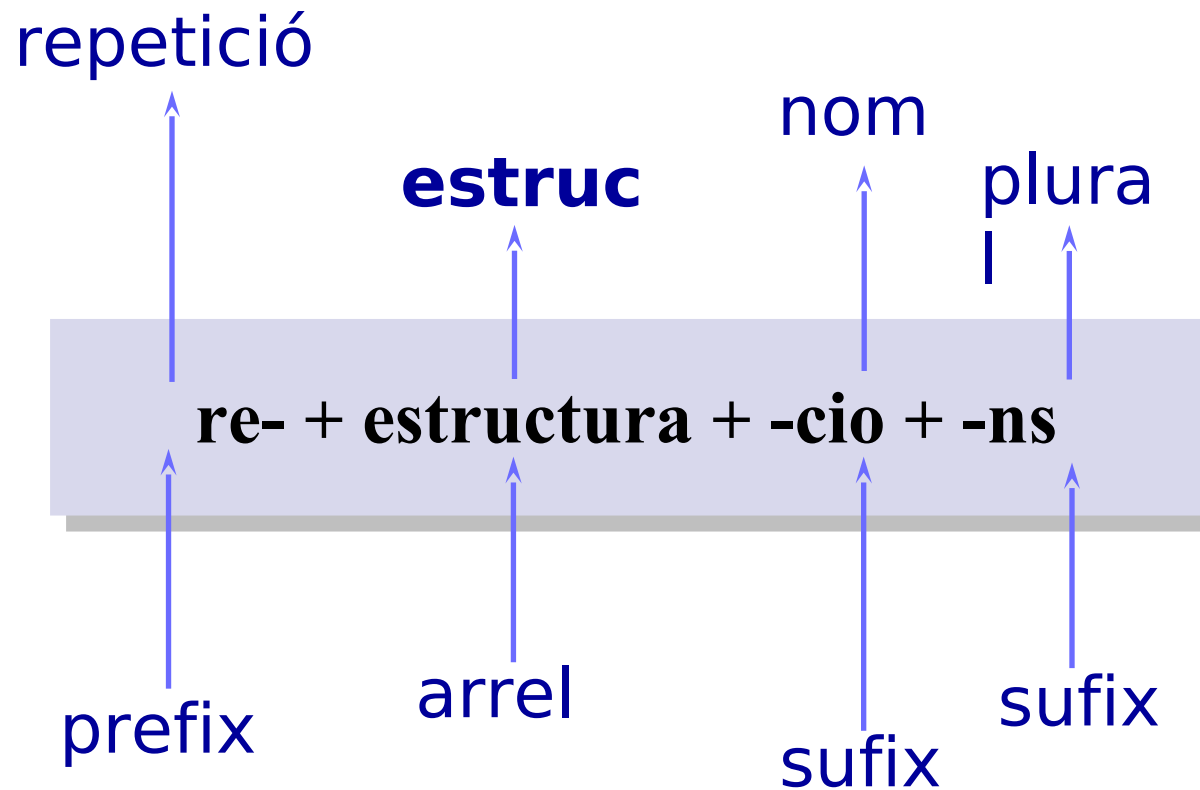 repetició
nom
estruc
plura
l
re- + estructura + -cio + -ns
arrel
sufix
prefix
sufix